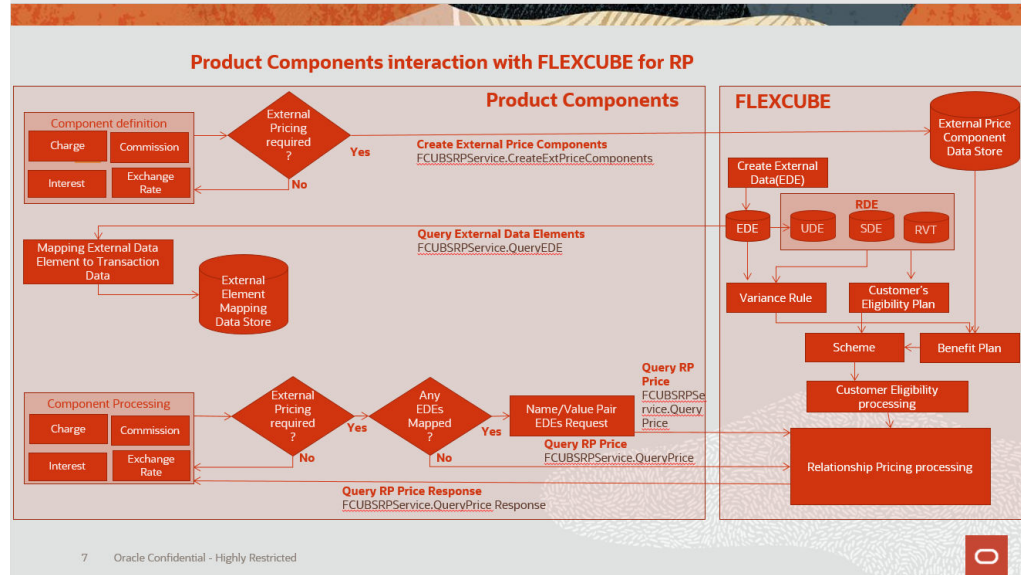 Product Components interaction with FLEXCUBE for RP
Product Components
Component definition
Charge
Commission
Interest
Exchange
Rate
External
Pricing
required
?
Yes
No
Create External Price Components
FCUBSRPService.CreateExtPriceComponents
Query External Data Elements
FCUBSRPService.QueryEDE
Mapping External Data
Element to Transaction
Data
External
Element
Mapping
Data Store
Component Processing
Charge
Commission
Interest
Exchange
Rate
External
Pricing
required
?
Yes
No
Any
EDEs
Mapped
?
Yes
No
Name/Value Pair
EDEs Request
Query RP
Price
FCUBSRPSe
rvice.Query
Price
Query RP Price
FCUBSRPService.QueryPrice
Query RP Price Response
FCUBSRPService.QueryPrice Response
FLEXCUBE
External Price
Component
Data Store
Create External
Data(EDE)
EDE
RDE
UDE
SDE
RVT
Variance Rule
Customer's
Eligibility Plan
Scheme
Benefit Plan
Customer Eligibility
processing
Relationship Pricing processing
7 Oracle Confidential - Highly Restricted